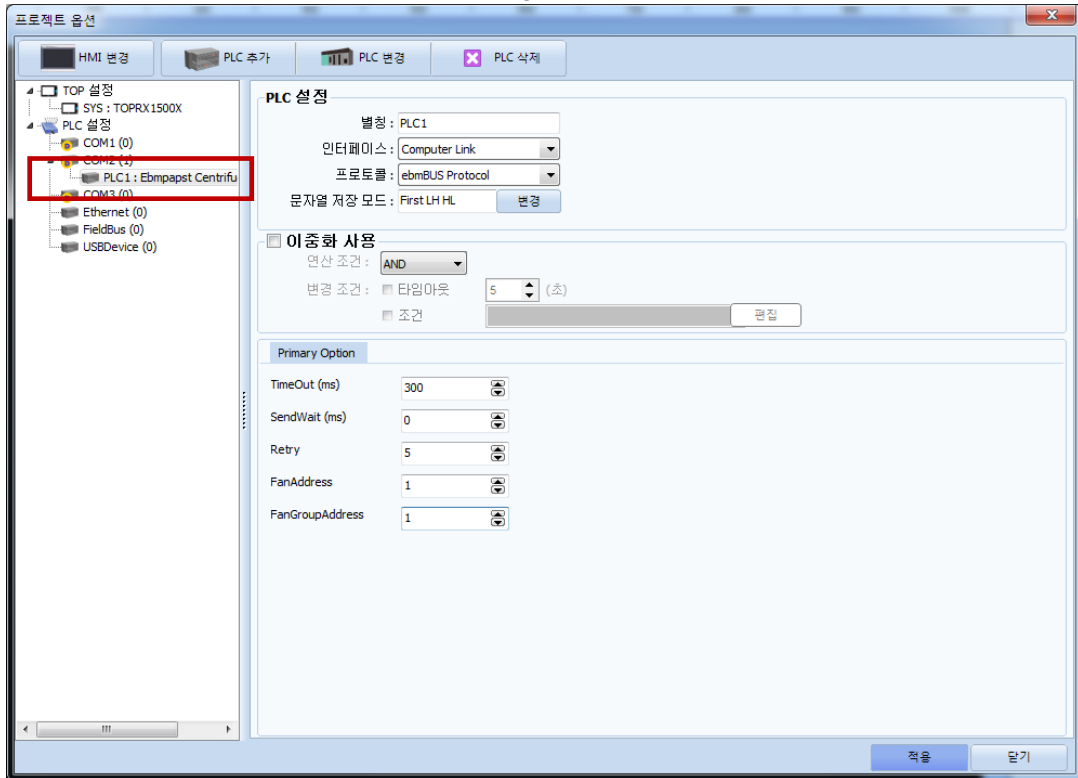 프로젝트 옵션
HMI 변경 PLC 추가 PLC 변경 PLC 삭제
TOP 설정
SYS : TOPRX1500X
PLC 설정
COM1 (0)
COM2 (1)
PLC1 : Ebmpapst Centrifu
COM3 (0)
Ethernet (0)
FieldBus (0)
USBDevice (0)
PLC 설정
별칭 : PLC1
인터페이스 : Computer Link
프로토콜 : ebmBUS Protocol
문자열 저장 모드 : First LH HL 변경
이중화 사용
연산 조건 : AND
변경 조건 : 타임아웃 5 (초)
조건 편집
Primary Option
TimeOut (ms) 300
SendWait (ms) 0
Retry 5
FanAddress 1
FanGroupAddress 1
적용 닫기